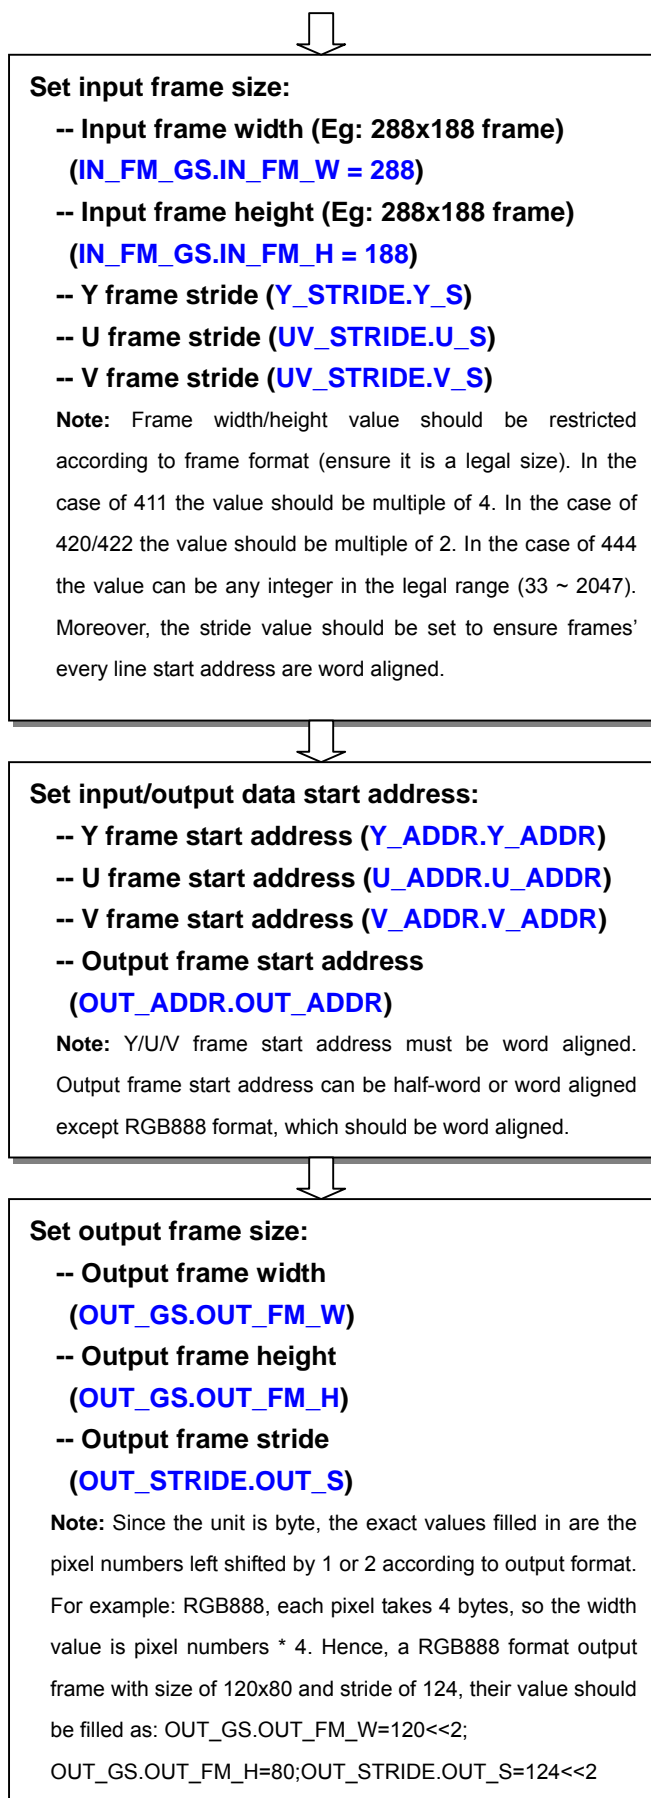 Set input frame size:
-- Input frame width (Eg: 288x188 frame)
(IN_FM_GS.IN_FM_W = 288)
-- Input frame height (Eg: 288x188 frame)
(IN_FM_GS.IN_FM_H = 188)
-- Y frame stride (Y_STRIDE.Y_S)
-- U frame stride (UV_STRIDE.U_S)
-- V frame stride (UV_STRIDE.V_S)
Note: Frame width/height value should be restricted
according to frame format (ensure it is a legal size). In the
case of 411 the value should be multiple of 4. In the case of
420/422 the value should be multiple of 2. In the case of 444
the value can be any integer in the legal range (33 ~ 2047).
Moreover, the stride value should be set to ensure frames’
every line start address are word aligned.
Set input/output data start address:
-- Y frame start address (Y_ADDR.Y_ADDR)
-- U frame start address (U_ADDR.U_ADDR)
-- V frame start address (V_ADDR.V_ADDR)
-- Output frame start address
(OUT_ADDR.OUT_ADDR)
Note: Y/U/V frame start address must be word aligned.
Output frame start address can be half-word or word aligned
except RGB888 format, which should be word aligned.
Set output frame size:
-- Output frame width
(OUT_GS.OUT_FM_W)
-- Output frame height
(OUT_GS.OUT_FM_H)
-- Output frame stride
(OUT_STRIDE.OUT_S)
Note: Since the unit is byte, the exact values filled in are the
pixel numbers left shifted by 1 or 2 according to output format.
For example: RGB888, each pixel takes 4 bytes, so the width
value is pixel numbers * 4. Hence, a RGB888 format output
frame with size of 120x80 and stride of 124, their value should
be filled as: OUT_GS.OUT_FM_W=120<<2;
OUT_GS.OUT_FM_H=80;OUT_STRIDE.OUT_S=124<<2